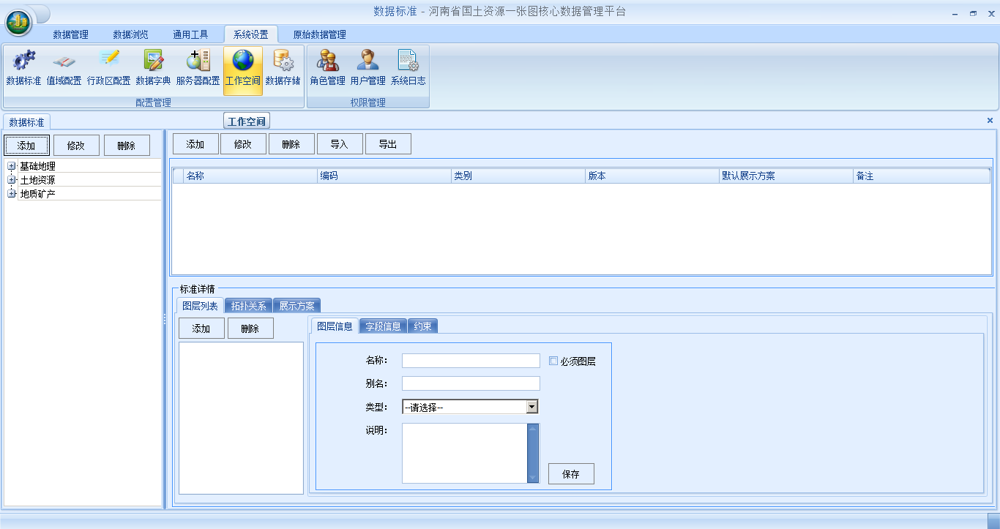 数据标准 - 河南省国土资源一张图核心数据管理平台
数据管理 数据浏览 通用工具 系统设置 原始数据管理
数据标准 值域配置 行政区配置 数据字典 服务器配置 工作空间 数据存储 角色管理 用户管理 系统日志
配置管理 权限管理
数据标准 工作空间
添加 修改 删除 添加 修改 删除 导入 导出
基础地理
土地资源
地质矿产
名称 编码 类别 版本 默认展示方案 备注
标准详情
图层列表 拓扑关系 展示方案
添加 删除
图层信息 字段信息 约束
名称： 必须图层
别名：
类型： --请选择--
说明：
保存